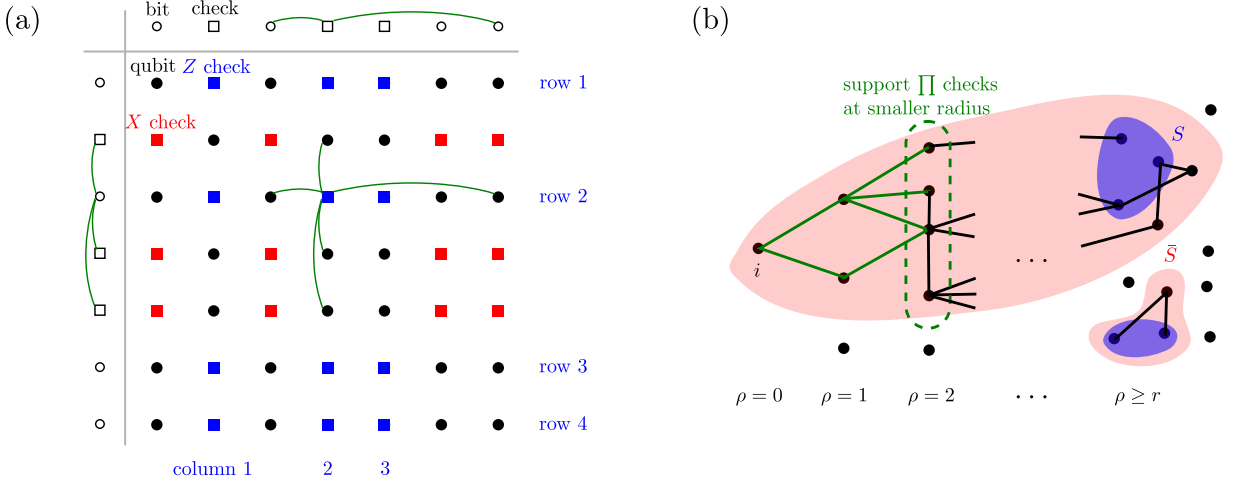 (a)
bit
check
qubit
Z check
row 1
X check
row 2
row 3
row 4
column 1
2
3
(b)
support ∏ checks
at smaller radius
S
i
S̄
. . .
ρ = 0
ρ = 1
ρ = 2
· · ·
ρ ≥ r